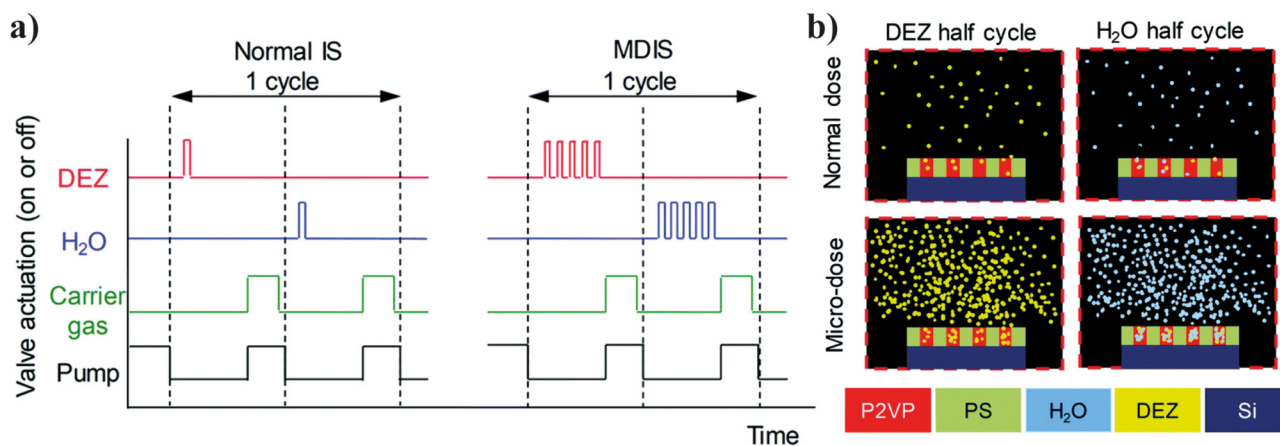 a)
Normal IS
1 cycle
MDIS
1 cycle
Valve actuation (on or off)
DEZ
H₂O
Carrier
gas
Pump
Time
b)
DEZ half cycle
H₂O half cycle
Normal dose
Micro-dose
P2VP
PS
H₂O
DEZ
Si